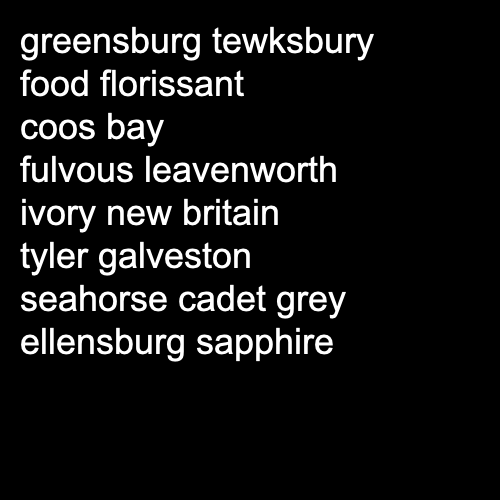 greensburg tewksbury
food florissant
coos bay
fulvous leavenworth
ivory new britain
tyler galveston
seahorse cadet grey
ellensburg sapphire